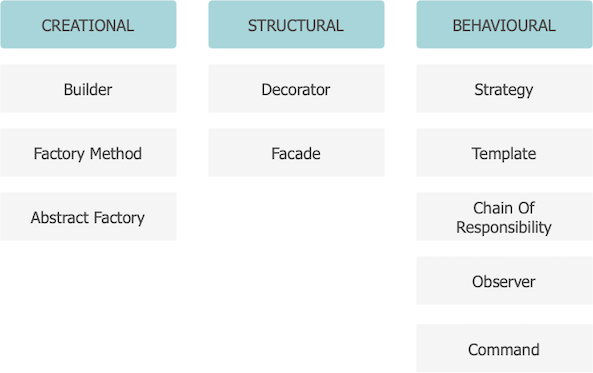 CREATIONAL
STRUCTURAL
BEHAVIOURAL
Builder
Decorator
Strategy
Factory Method
Facade
Template
Abstract Factory
Chain Of
Responsibility
Observer
Command